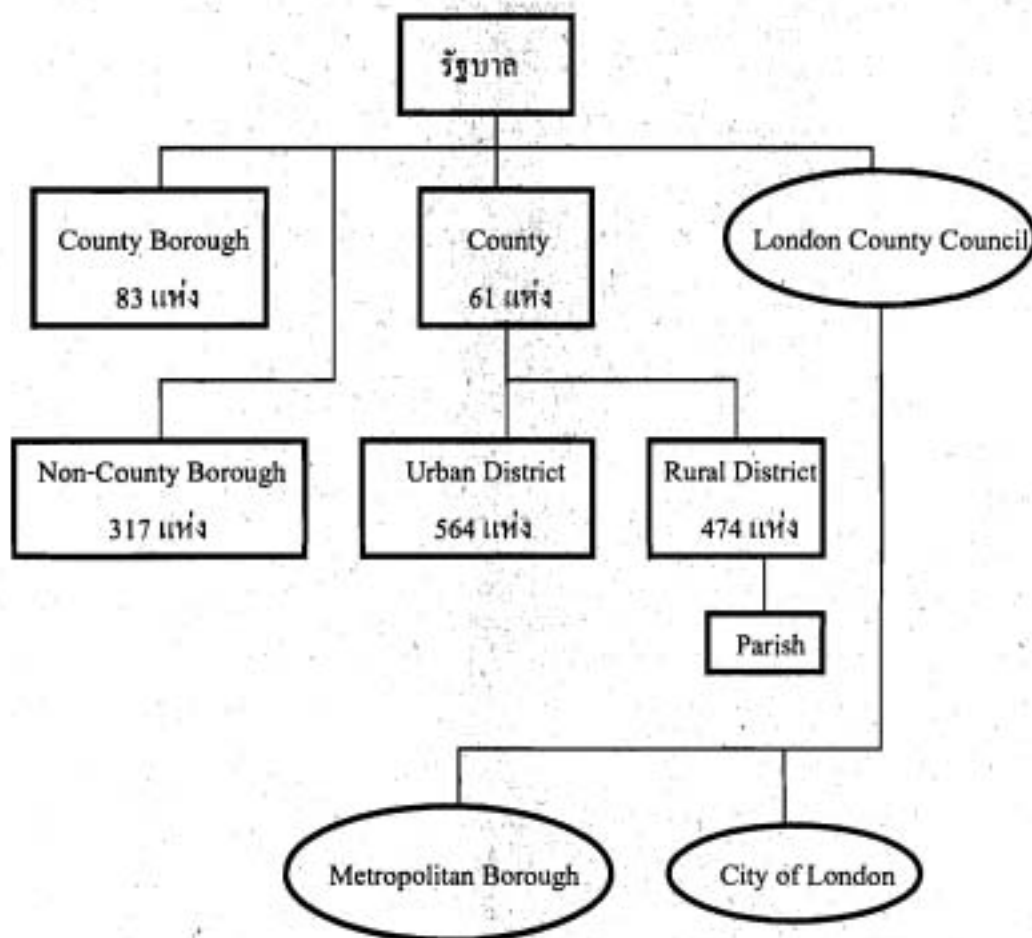 รัฐบาล
County Borough
83 แห่ง
County
61 แห่ง
London County Council
Non-County Borough
317 แห่ง
Urban District
564 แห่ง
Rural District
474 แห่ง
Parish
Metropolitan Borough
City of London